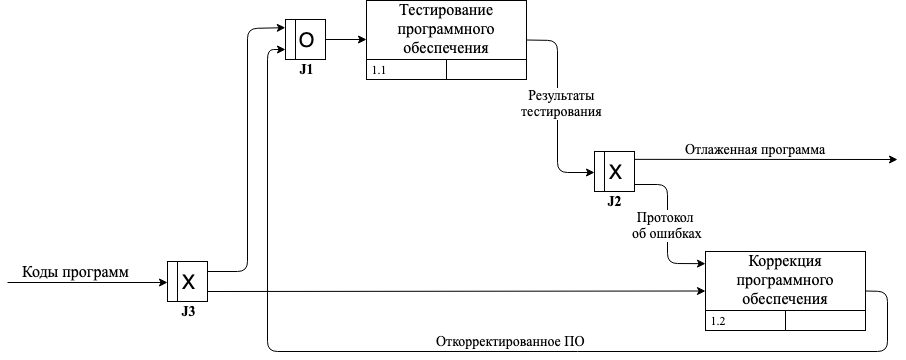 Тестирование
программного
обеспечения
1.1
O
J1
Результаты
тестирования
X
J2
Отлаженная программа
Протокол
об ошибках
Коды программ
X
J3
Коррекция
программного
обеспечения
1.2
Откорректированное ПО